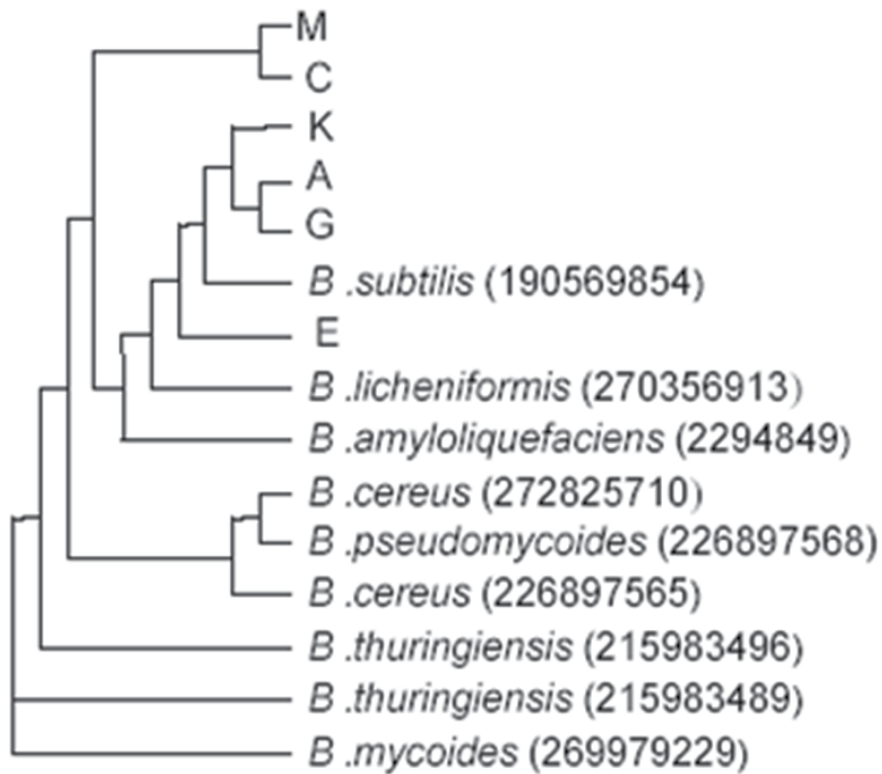 M
C
K
A
G
B .subtilis (190569854)
E
B .licheniformis (270356913)
B .amyloliquefaciens (2294849)
B .cereus (272825710)
B .pseudomycoides (226897568)
B .cereus (226897565)
B .thuringiensis (215983496)
B .thuringiensis (215983489)
B .mycoides (269979229)